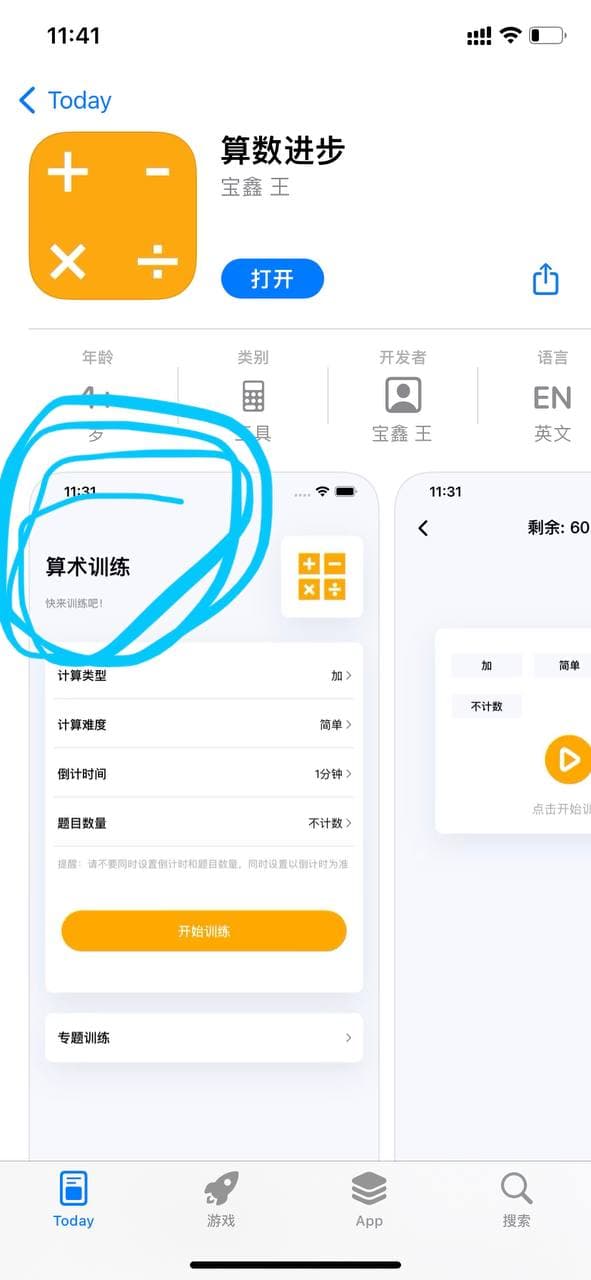 11:41
Today
算数进步
宝鑫 王
打开
年龄 类别 开发者 语言
4+ EN
岁 工具 宝鑫 王 英文
11:31
算术训练
快来训练吧!
计算类型 加
计算难度 简单
倒计时间 1分钟
题目数量 不计数
提醒：请不要同时设置倒计时和题目数量，同时设置以倒计时为准
开始训练
专题训练
11:31
剩余: 60
加 简单
不计数
点击开始训
Today 游戏 App 搜索